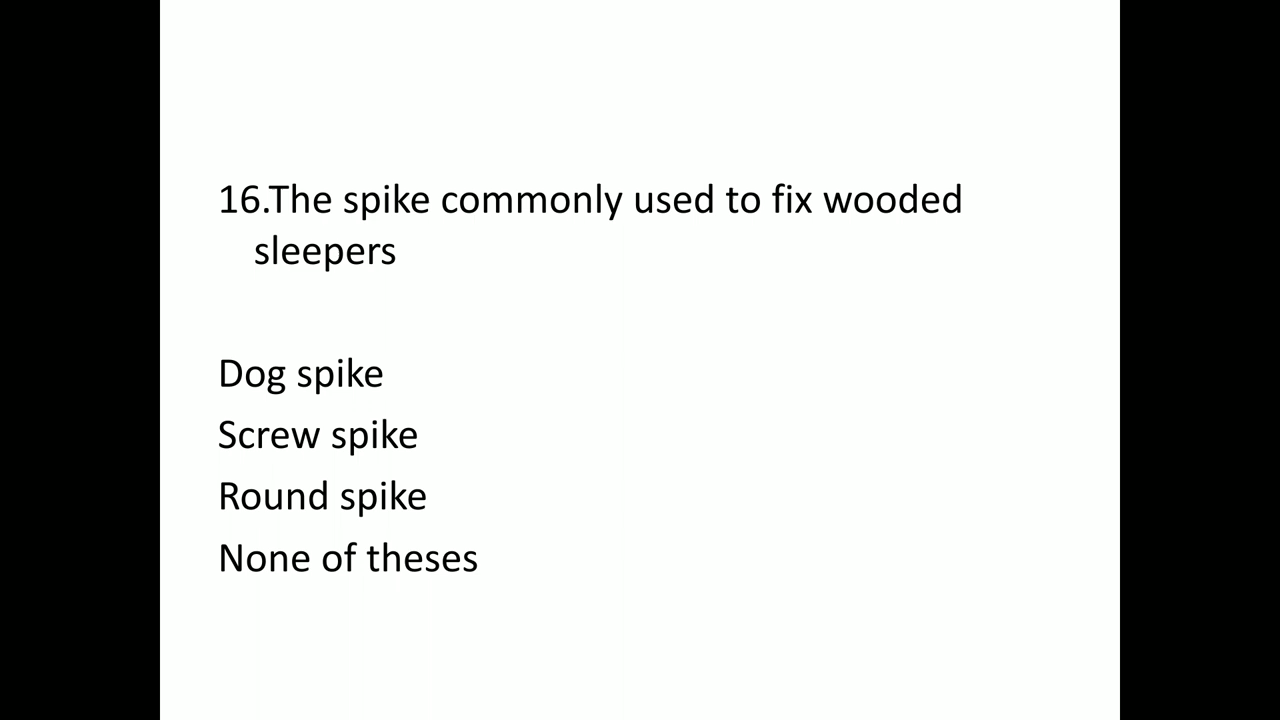 16.The spike commonly used to fix wooded
sleepers
Dog spike
Screw spike
Round spike
None of theses